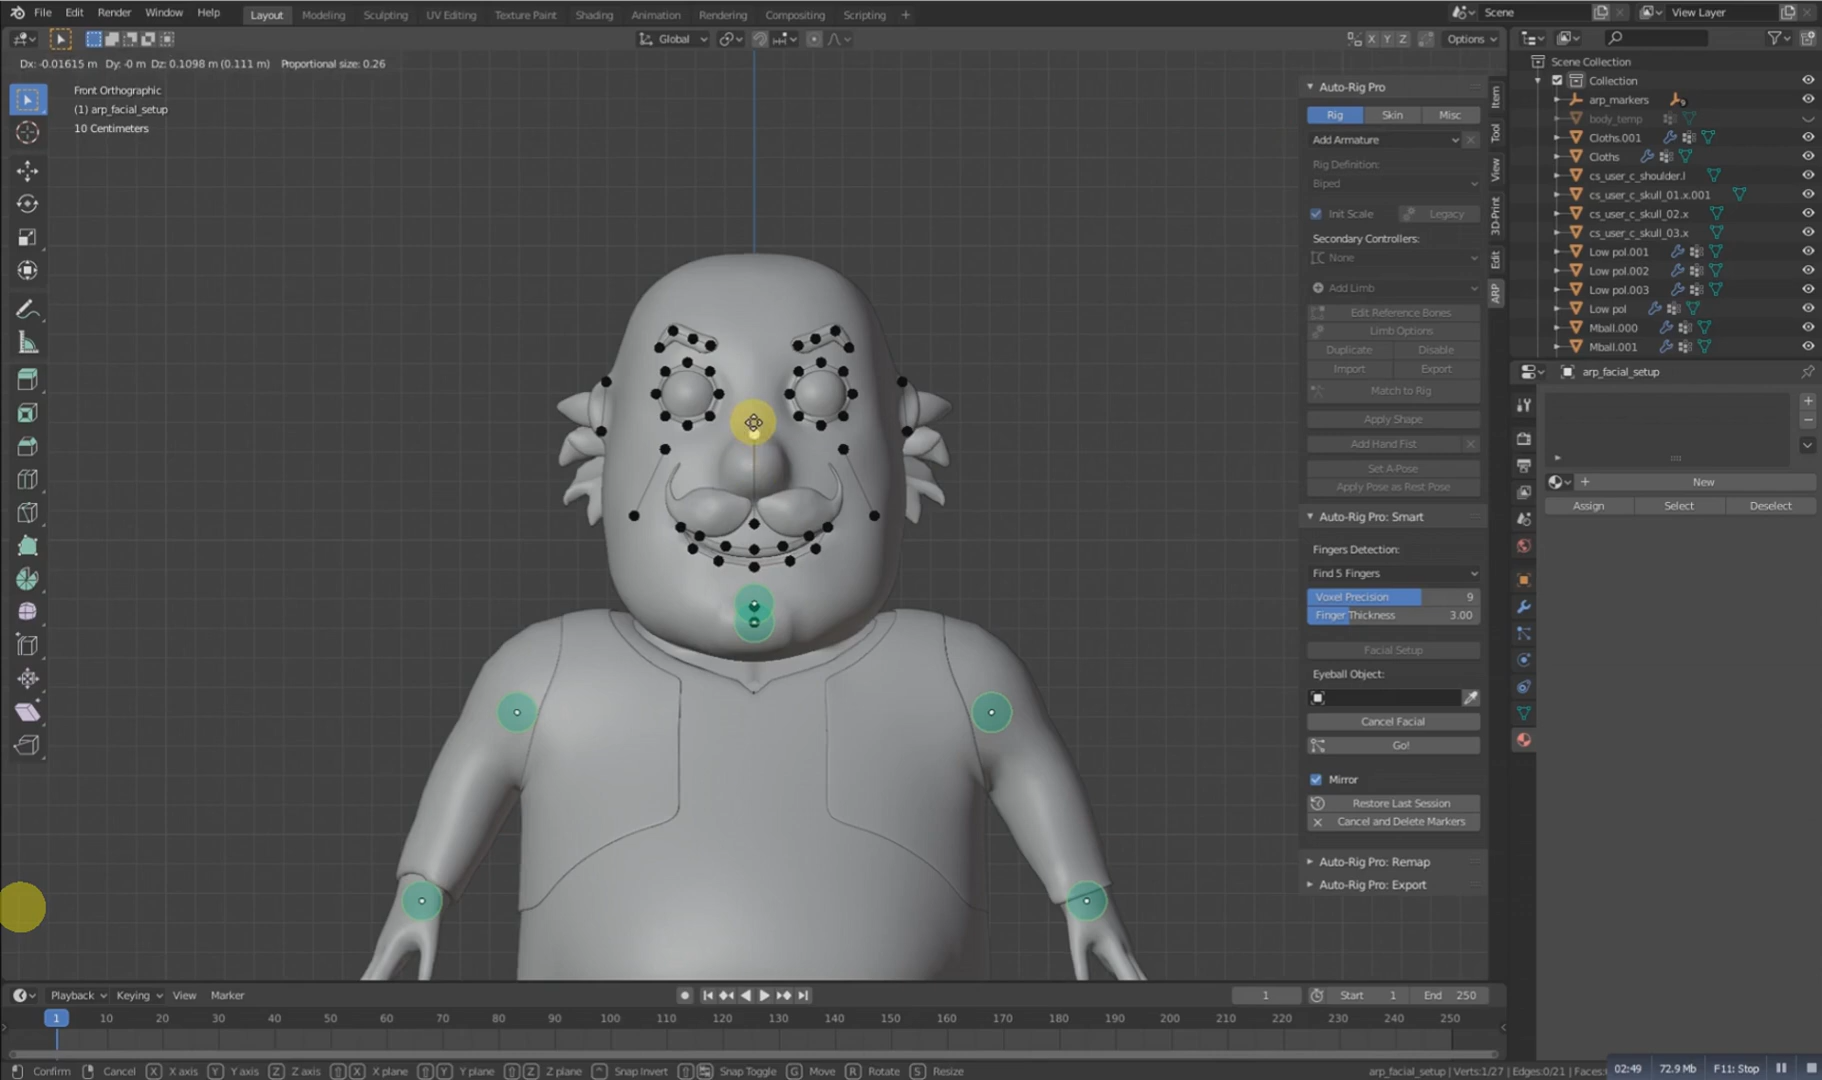 File Edit Render Window Help Layout Modeling Sculpting UV Editing Texture Paint Shading Animation Rendering Compositing Scripting + Scene View Layer
Global X Y Z Options
Dx: -0.01615 m Dy: -0 m Dz: 0.1098 m (0.111 m) Proportional size: 0.26
Front Orthographic
(1) arp_facial_setup
10 Centimeters
Auto-Rig Pro
Rig Skin Misc
Add Armature
Rig Definition:
Biped
Init Scale Legacy
Secondary Controllers:
None
Add Limb
Edit Reference Bones
Limb Options
Duplicate Disable
Import Export
Match to Rig
Apply Shape
Add Hand Fist
Set A-Pose
Apply Pose as Rest Pose
Auto-Rig Pro: Smart
Fingers Detection:
Find 5 Fingers
Voxel Precision 9
Finger Thickness 3.00
Facial Setup
Eyeball Object:
Cancel Facial
Go!
Mirror
Restore Last Session
Cancel and Delete Markers
Auto-Rig Pro: Remap
Auto-Rig Pro: Export
Item
Tool
View
3D-Print
Edit
ARP
Scene Collection
Collection
arp_markers
body_temp
Cloths.001
Cloths
cs_user_c_shoulder.l
cs_user_c_skull_01.x.001
cs_user_c_skull_02.x
cs_user_c_skull_03.x
Low pol.001
Low pol.002
Low pol.003
Low pol
Mball.000
Mball.001
arp_facial_setup
New
Assign Select Deselect
Playback Keying View Marker 1 Start 1 End 250
1 10 20 30 40 50 60 70 80 90 100 110 120 130 140 150 160 170 180 190 200 210 220 230 240 250
Confirm Cancel X X axis Y Y axis Z Z axis X X plane Y Y plane Z Z plane Snap Invert Snap Toggle G Move R Rotate S Resize arp_facial_setup | Verts:1/27 | Edges:0/21 | Faces: 02:49 72.9 Mb F11: Stop